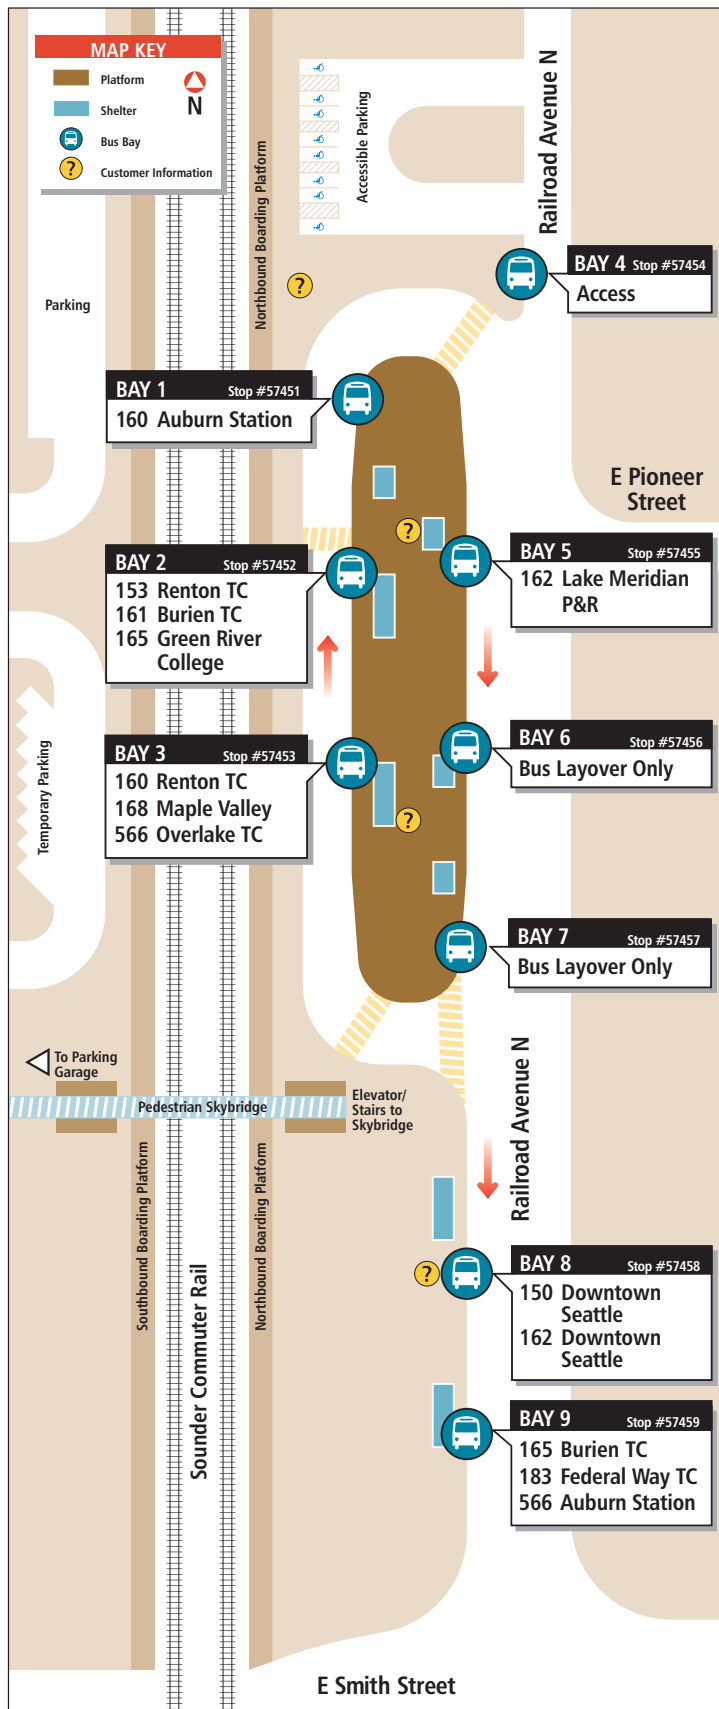 MAP KEY
Platform
N
Shelter
Bus Bay
?
Customer Information
Accessible Parking
Railroad Avenue N
Northbound Boarding Platform
BAY 4 Stop #57454
Access
?
Parking
BAY 1 Stop #57451
160 Auburn Station
E Pioneer
Street
?
BAY 2 Stop #57452
153 Renton TC
161 Burien TC
165 Green River
College
BAY 5 Stop #57455
162 Lake Meridian
P&R
Temporary Parking
BAY 3 Stop #57453
160 Renton TC
168 Maple Valley
566 Overlake TC
BAY 6 Stop #57456
Bus Layover Only
?
BAY 7 Stop #57457
Bus Layover Only
To Parking
Garage
Pedestrian Skybridge
Elevator/
Stairs to
Skybridge
Railroad Avenue N
Southbound Boarding Platform
Northbound Boarding Platform
Sounder Commuter Rail
?
BAY 8 Stop #57458
150 Downtown
Seattle
162 Downtown
Seattle
BAY 9 Stop #57459
165 Burien TC
183 Federal Way TC
566 Auburn Station
E Smith Street